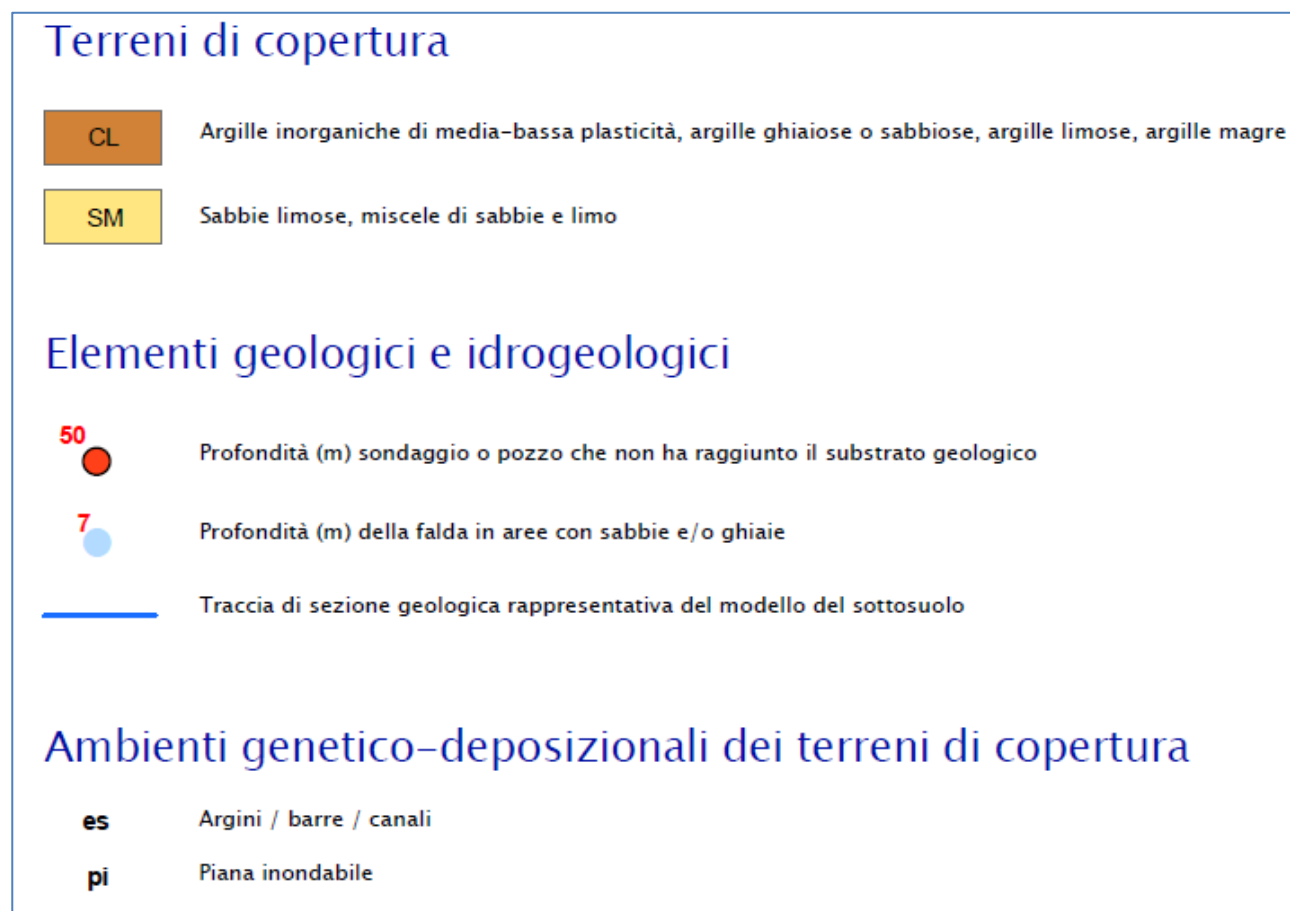 Terreni di copertura
CL Argille inorganiche di media-bassa plasticità, argille ghiaiose o sabbiose, argille limose, argille magre
SM Sabbie limose, miscele di sabbie e limo
Elementi geologici e idrogeologici
50 Profondità (m) sondaggio o pozzo che non ha raggiunto il substrato geologico
7 Profondità (m) della falda in aree con sabbie e/o ghiaie
Traccia di sezione geologica rappresentativa del modello del sottosuolo
Ambienti genetico-deposizionali dei terreni di copertura
es Argini / barre / canali
pi Piana inondabile